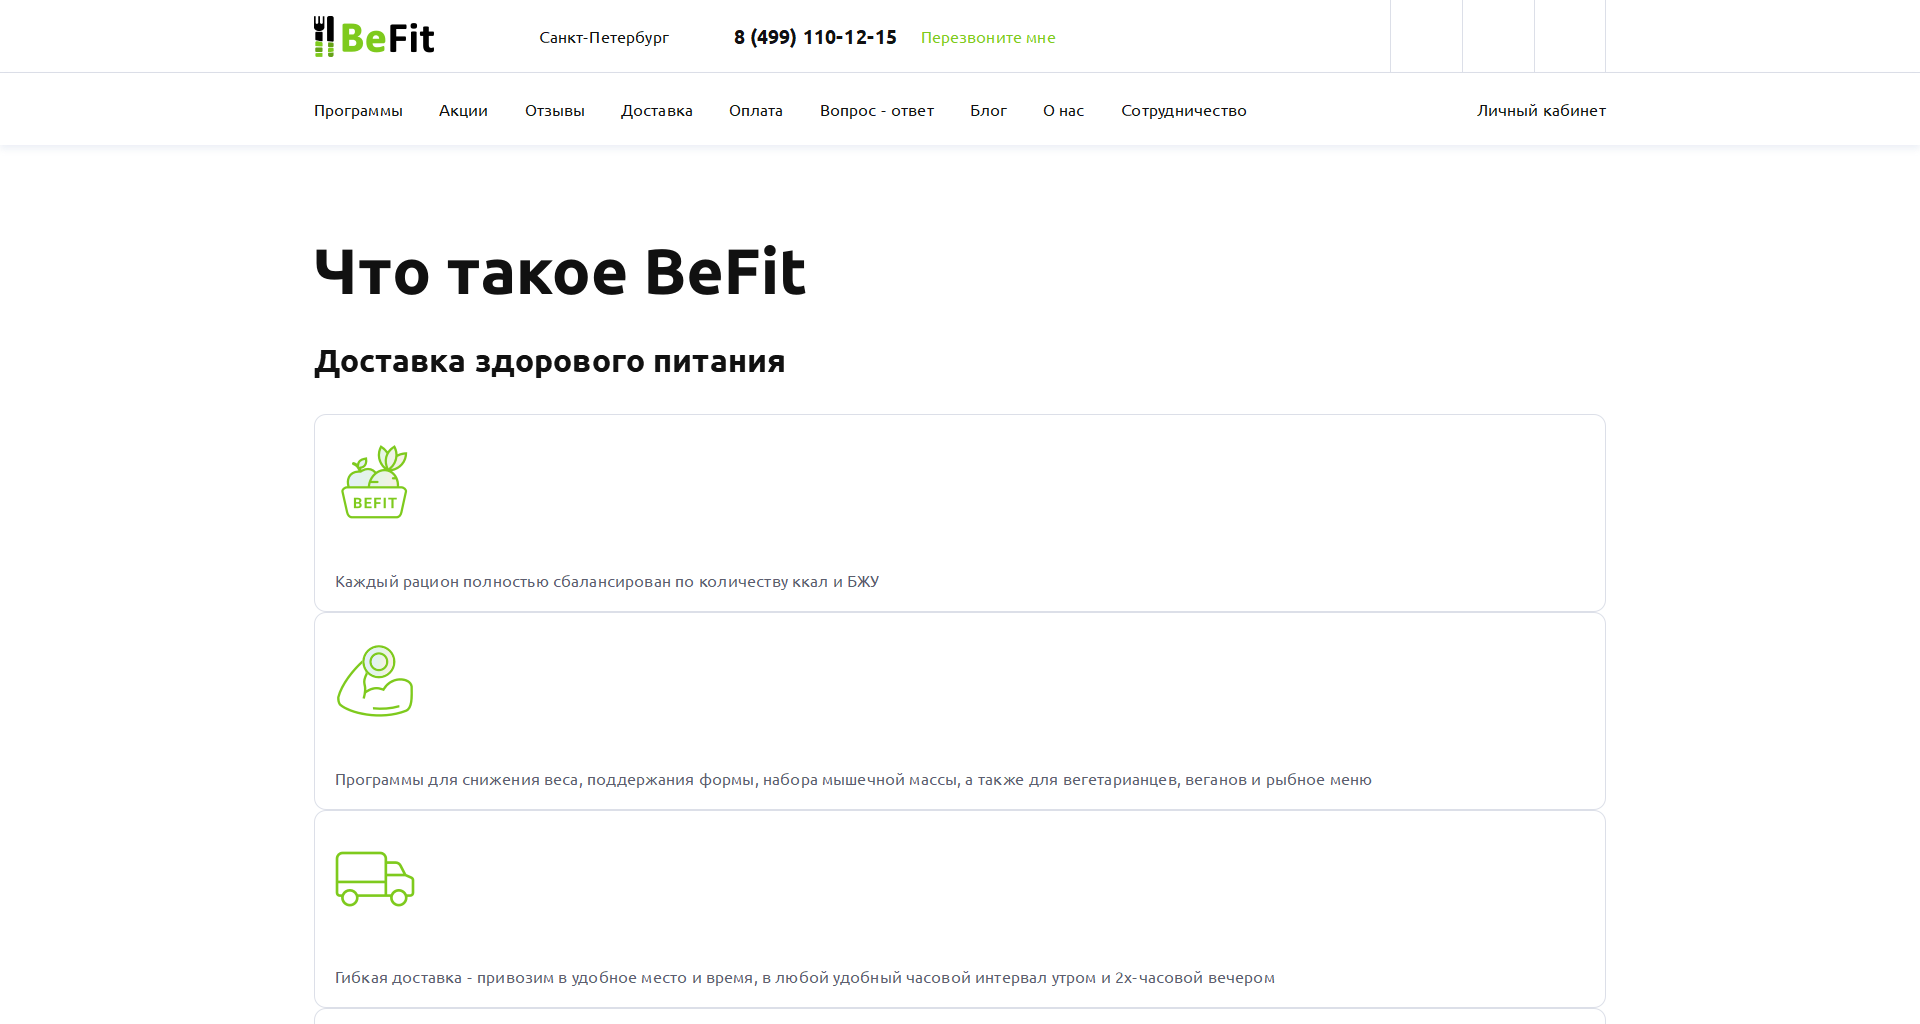 BeFit
Санкт-Петербург
8 (499) 110-12-15
Перезвоните мне
Программы
Акции
Отзывы
Доставка
Оплата
Вопрос - ответ
Блог
О нас
Сотрудничество
Личный кабинет
Что такое BeFit
Доставка здорового питания
BEFIT
Каждый рацион полностью сбалансирован по количеству ккал и БЖУ
Программы для снижения веса, поддержания формы, набора мышечной массы, а также для вегетарианцев, веганов и рыбное меню
Гибкая доставка - привозим в удобное место и время, в любой удобный часовой интервал утром и 2х-часовой вечером